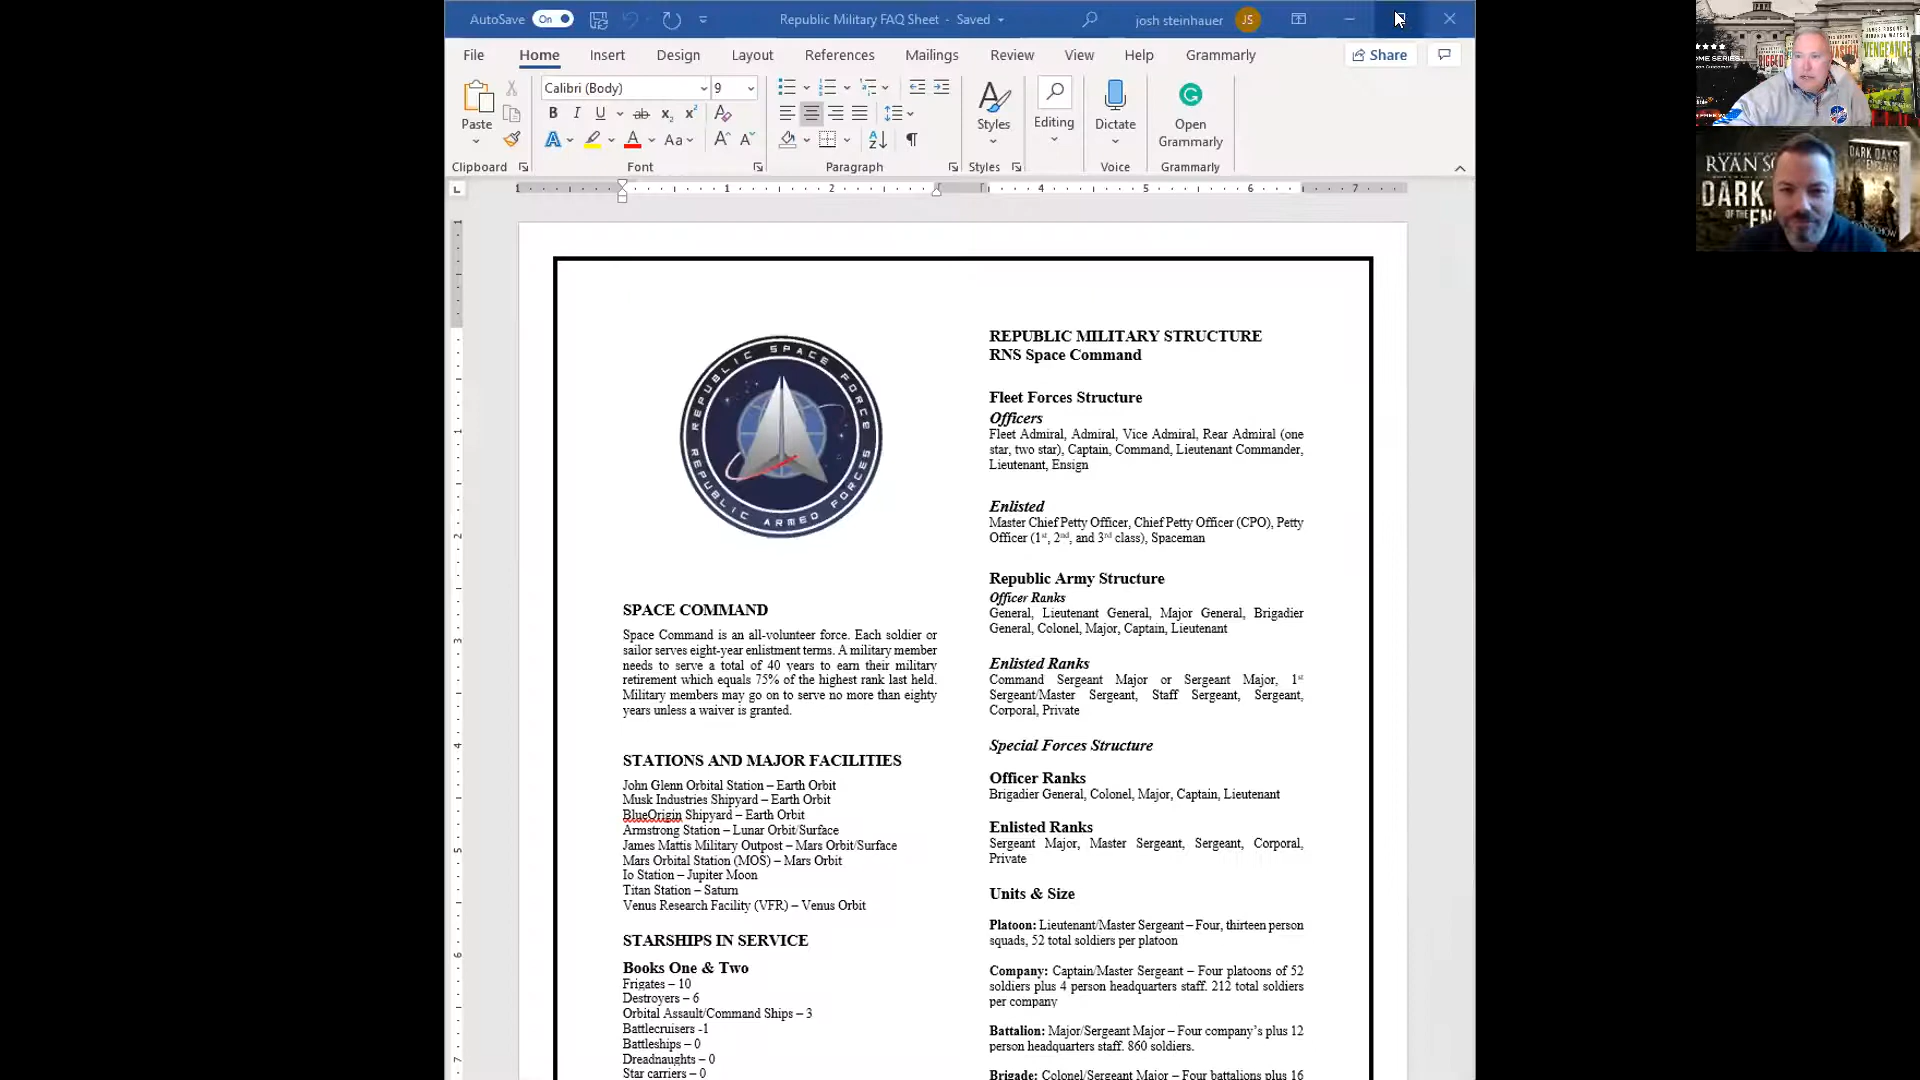 AutoSave On Republic Military FAQ Sheet - Saved josh steinhauer JS
File Home Insert Design Layout References Mailings Review View Help Grammarly Share
Calibri (Body) 9
Paste Styles Editing Dictate Open Grammarly
Clipboard Font Paragraph Styles Voice Grammarly
REPUBLIC SPACE FORCE
REPUBLIC ARMED FORCES
SPACE COMMAND
Space Command is an all-volunteer force. Each soldier or
sailor serves eight-year enlistment terms. A military member
needs to serve a total of 40 years to earn their military
retirement which equals 75% of the highest rank last held.
Military members may go on to serve no more than eighty
years unless a waiver is granted.
STATIONS AND MAJOR FACILITIES
John Glenn Orbital Station – Earth Orbit
Musk Industries Shipyard – Earth Orbit
BlueOrigin Shipyard – Earth Orbit
Armstrong Station – Lunar Orbit/Surface
James Mattis Military Outpost – Mars Orbit/Surface
Mars Orbital Station (MOS) – Mars Orbit
Io Station – Jupiter Moon
Titan Station – Saturn
Venus Research Facility (VFR) – Venus Orbit
STARSHIPS IN SERVICE
Books One & Two
Frigates – 10
Destroyers – 6
Orbital Assault/Command Ships – 3
Battlecruisers -1
Battleships – 0
Dreadnaughts – 0
Star carriers – 0
REPUBLIC MILITARY STRUCTURE
RNS Space Command
Fleet Forces Structure
Officers
Fleet Admiral, Admiral, Vice Admiral, Rear Admiral (one
star, two star), Captain, Command, Lieutenant Commander,
Lieutenant, Ensign
Enlisted
Master Chief Petty Officer, Chief Petty Officer (CPO), Petty
Officer (1st, 2nd, and 3rd class), Spaceman
Republic Army Structure
Officer Ranks
General, Lieutenant General, Major General, Brigadier
General, Colonel, Major, Captain, Lieutenant
Enlisted Ranks
Command Sergeant Major or Sergeant Major, 1st
Sergeant/Master Sergeant, Staff Sergeant, Sergeant,
Corporal, Private
Special Forces Structure
Officer Ranks
Brigadier General, Colonel, Major, Captain, Lieutenant
Enlisted Ranks
Sergeant Major, Master Sergeant, Sergeant, Corporal,
Private
Units & Size
Platoon: Lieutenant/Master Sergeant – Four, thirteen person
squads, 52 total soldiers per platoon
Company: Captain/Master Sergeant – Four platoons of 52
soldiers plus 4 person headquarters staff. 212 total soldiers
per company
Battalion: Major/Sergeant Major – Four company's plus 12
person headquarters staff. 860 soldiers.
Brigade: Colonel/Sergeant Major – Four battalions plus 16
VENGEANCE
RYAN
DARK
OF THE
DARK DAYS